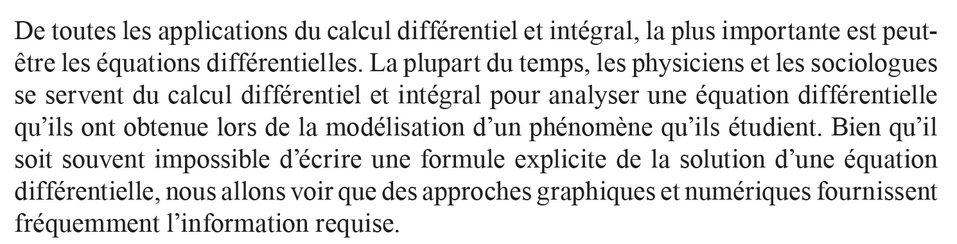 De toutes les applications du calcul différentiel et intégral, la plus importante est peut-
être les équations différentielles. La plupart du temps, les physiciens et les sociologues
se servent du calcul différentiel et intégral pour analyser une équation différentielle
qu'ils ont obtenue lors de la modélisation d'un phénomène qu'ils étudient. Bien qu'il
soit souvent impossible d'écrire une formule explicite de la solution d'une équation
différentielle, nous allons voir que des approches graphiques et numériques fournissent
fréquemment l'information requise.